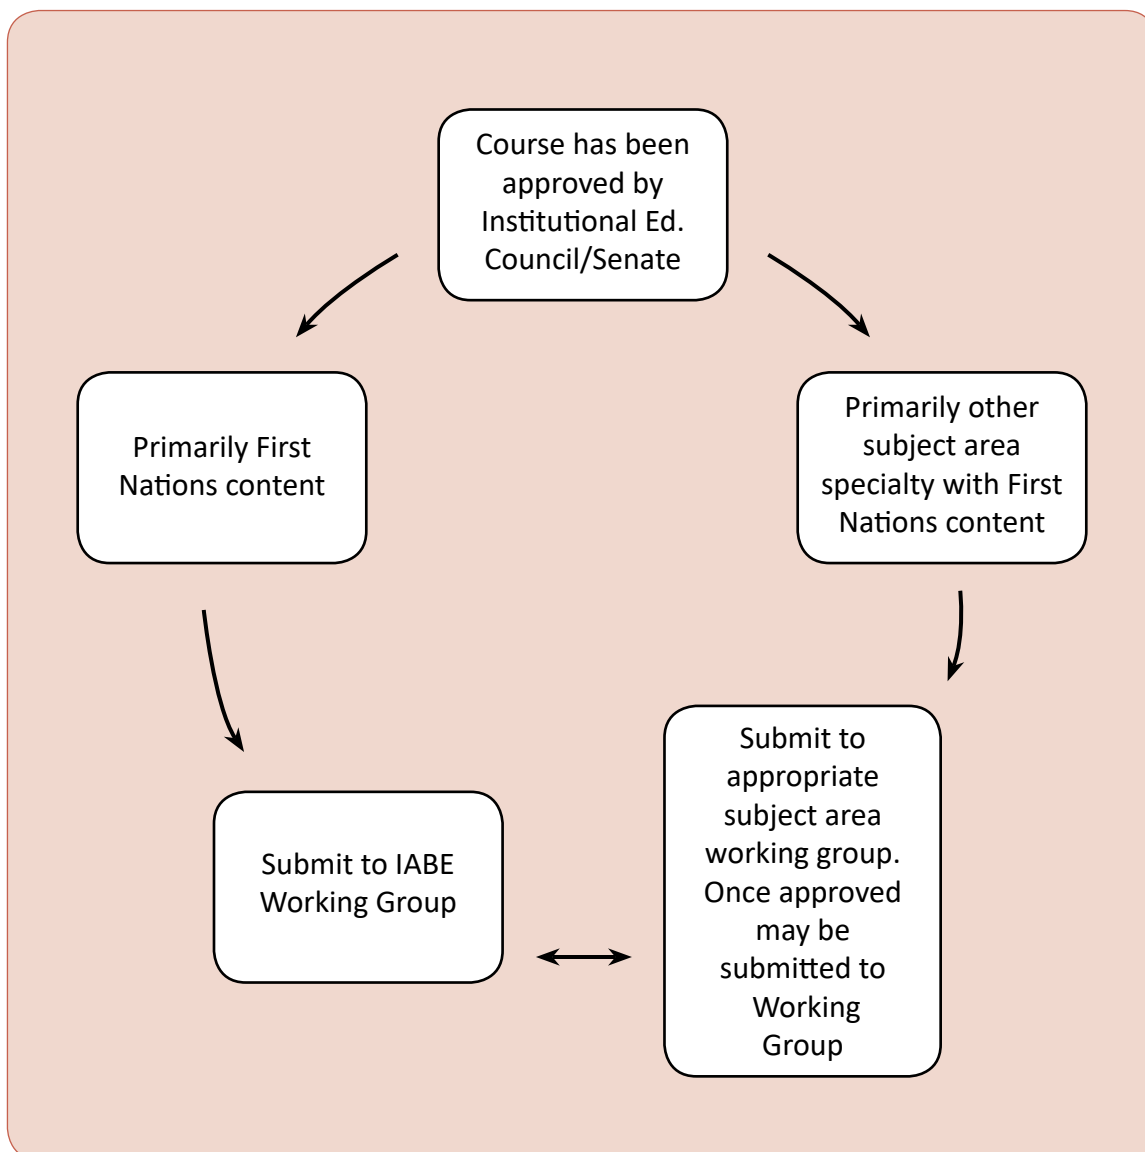 Course has been
approved by
Institutional Ed.
Council/Senate
Primarily First
Nations content
Primarily other
subject area
specialty with First
Nations content
Submit to IABE
Working Group
Submit to
appropriate
subject area
working group.
Once approved
may be
submitted to
Working
Group